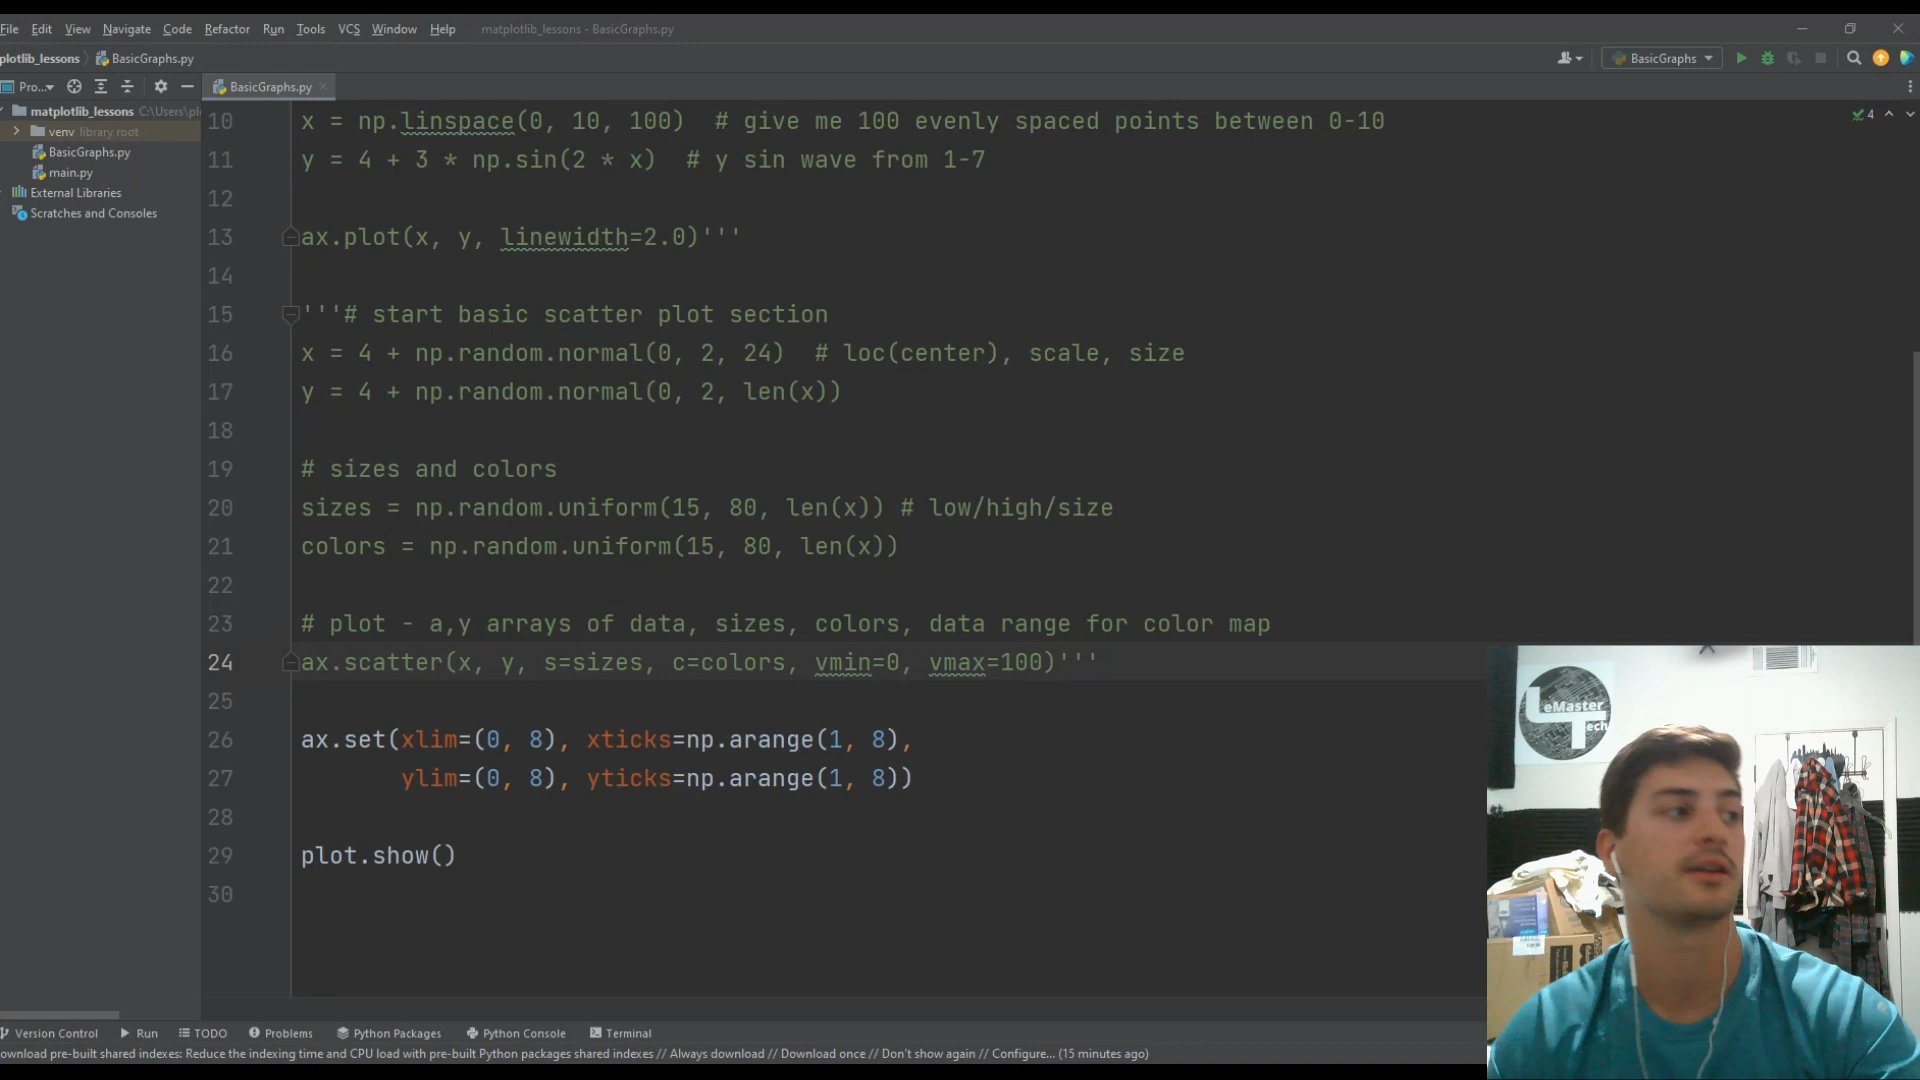 File Edit View Navigate Code Refactor Run Tools VCS Window Help matplotlib_lessons - BasicGraphs.py
plotlib_lessons BasicGraphs.py BasicGraphs
Pro... BasicGraphs.py
matplotlib_lessons C:\Users\pl
venv library root
BasicGraphs.py
main.py
External Libraries
Scratches and Consoles
4
10 x = np.linspace(0, 10, 100)  # give me 100 evenly spaced points between 0-10
11 y = 4 + 3 * np.sin(2 * x)  # y sin wave from 1-7
12
13 ax.plot(x, y, linewidth=2.0)'''
14
15 '''# start basic scatter plot section
16 x = 4 + np.random.normal(0, 2, 24)  # loc(center), scale, size
17 y = 4 + np.random.normal(0, 2, len(x))
18
19 # sizes and colors
20 sizes = np.random.uniform(15, 80, len(x)) # low/high/size
21 colors = np.random.uniform(15, 80, len(x))
22
23 # plot - a,y arrays of data, sizes, colors, data range for color map
24 ax.scatter(x, y, s=sizes, c=colors, vmin=0, vmax=100)'''
25
26 ax.set(xlim=(0, 8), xticks=np.arange(1, 8),
27 ylim=(0, 8), yticks=np.arange(1, 8))
28
29 plot.show()
30
LeMaster
Tech
Version Control Run TODO Problems Python Packages Python Console Terminal
ownload pre-built shared indexes: Reduce the indexing time and CPU load with pre-built Python packages shared indexes // Always download // Download once // Don't show again // Configure... (15 minutes ago)